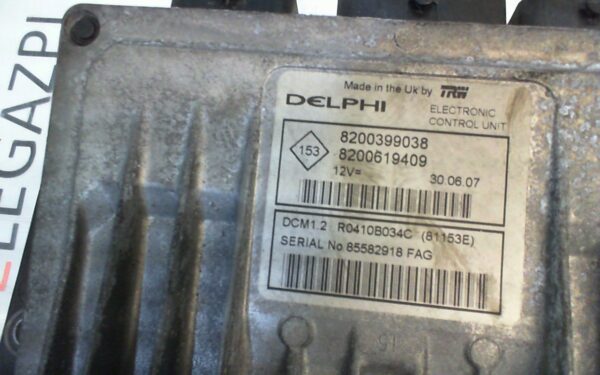 ELEGAZPI
Made in the Uk by TRW
DELPHI
ELECTRONIC
CONTROL UNIT
153
8200399038
8200619409
12V=
30.06.07
DCM1.2 R0410B034C (81153E)
SERIAL No 85582918 FAG